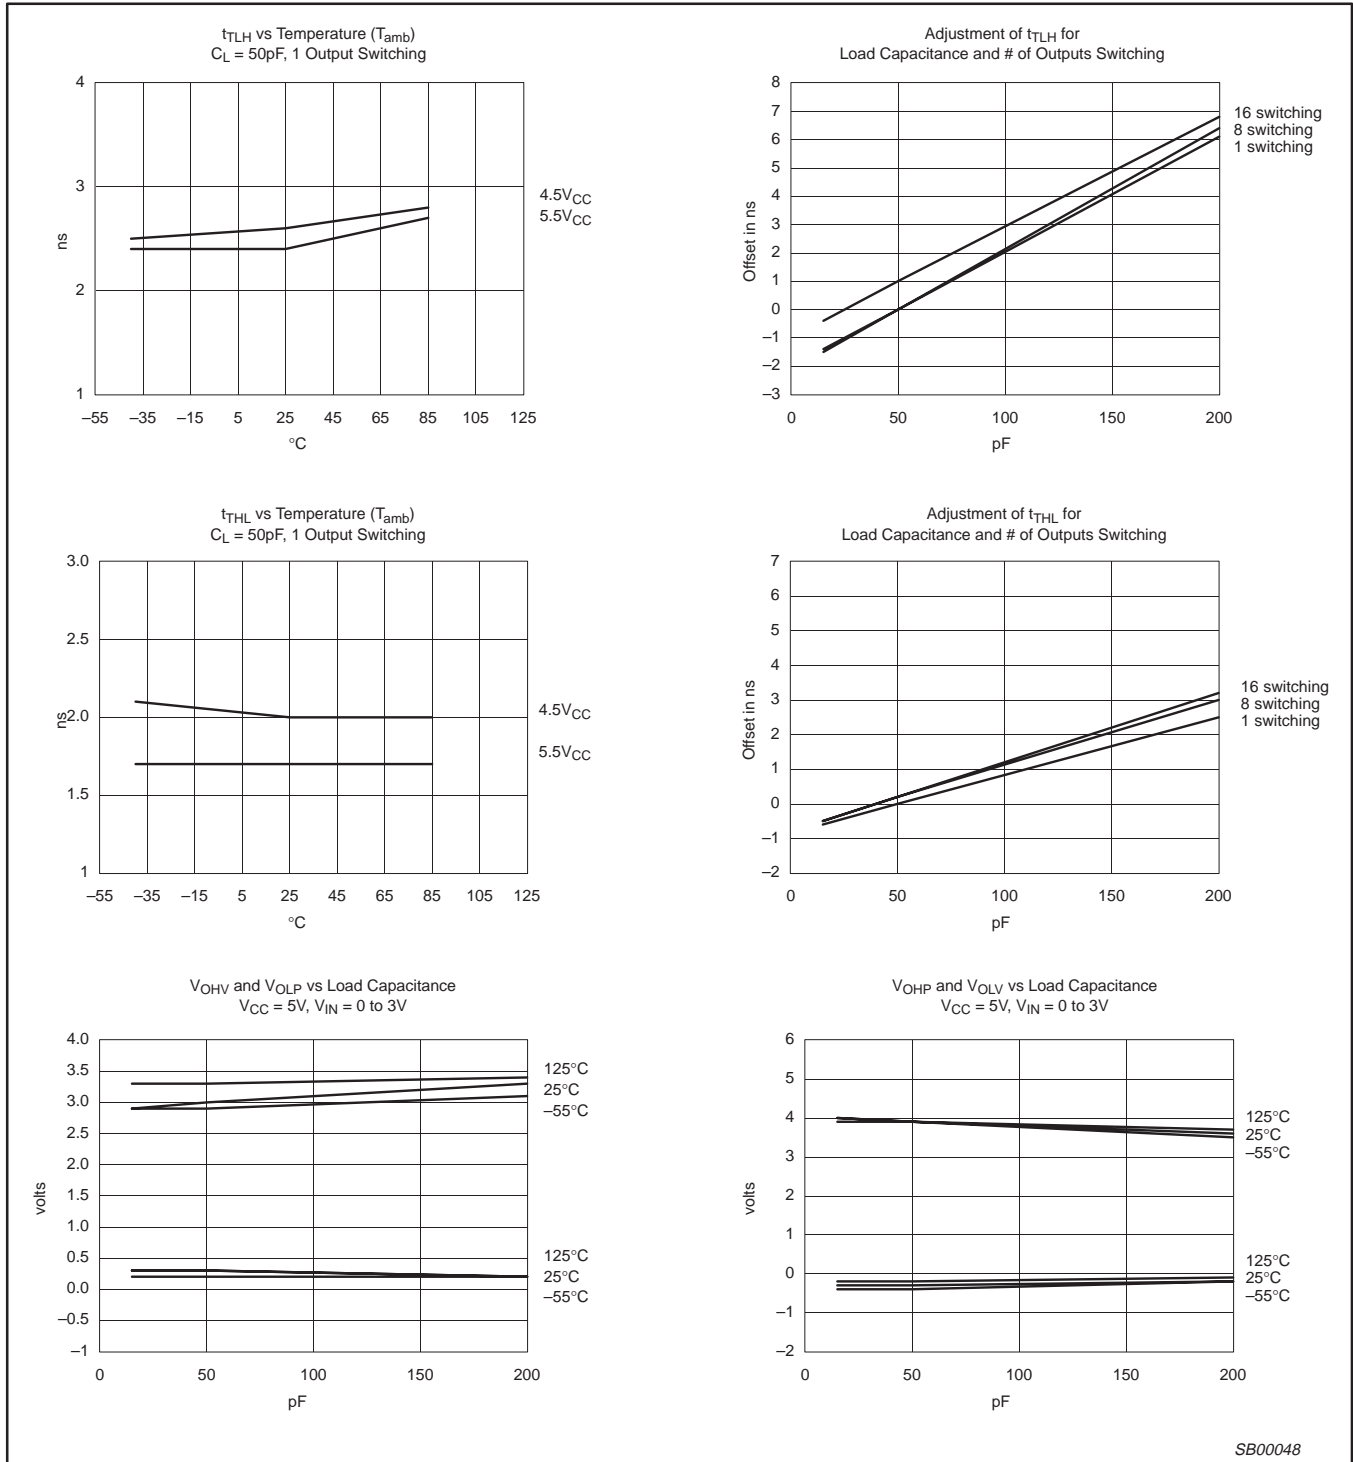 tTLH vs Temperature (Tamb)
CL = 50pF, 1 Output Switching
4
3
2
1
ns
–55 –35 –15 5 25 45 65 85 105 125
°C
4.5VCC
5.5VCC
Adjustment of tTLH for
Load Capacitance and # of Outputs Switching
8
7
6
5
4
3
2
1
0
–1
–2
–3
Offset in ns
0 50 100 150 200
pF
16 switching
8 switching
1 switching
tTHL vs Temperature (Tamb)
CL = 50pF, 1 Output Switching
3.0
2.5
2.0
1.5
1
ns
–55 –35 –15 5 25 45 65 85 105 125
°C
4.5VCC
5.5VCC
Adjustment of tTHL for
Load Capacitance and # of Outputs Switching
7
6
5
4
3
2
1
0
–1
–2
Offset in ns
0 50 100 150 200
pF
16 switching
8 switching
1 switching
VOHV and VOLP vs Load Capacitance
VCC = 5V, VIN = 0 to 3V
4.0
3.5
3.0
2.5
2.0
1.5
1.0
0.5
0.0
–0.5
–1
volts
0 50 100 150 200
pF
125°C
25°C
–55°C
125°C
25°C
–55°C
VOHP and VOLV vs Load Capacitance
VCC = 5V, VIN = 0 to 3V
6
5
4
3
2
1
0
–1
–2
volts
0 50 100 150 200
pF
125°C
25°C
–55°C
125°C
25°C
–55°C
SB00048